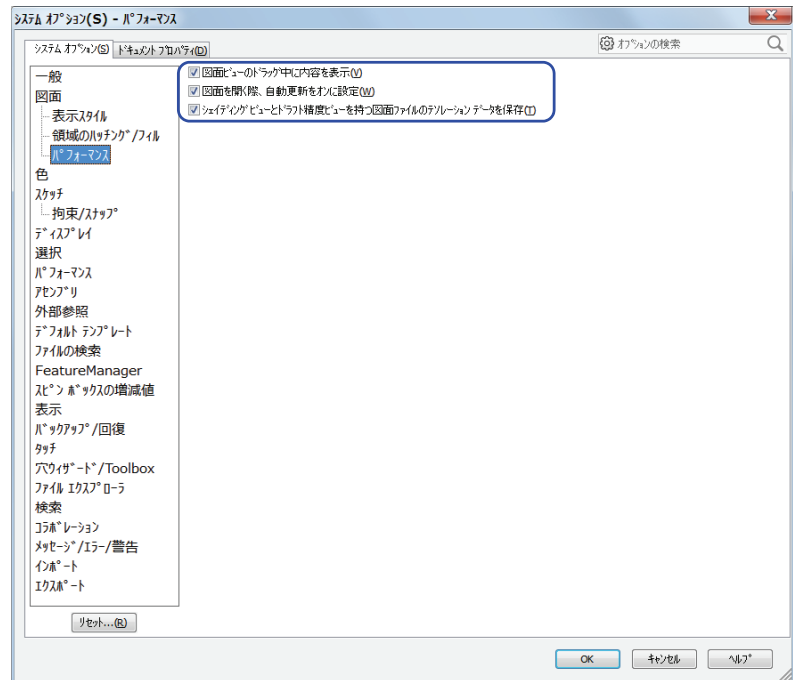 システム オプション(S) - パフォーマンス
システム オプション(S) ドキュメント プロパティ(D)
オプションの検索
一般
図面
表示スタイル
領域のハッチング/フィル
パフォーマンス
色
スケッチ
拘束/スナップ
ディスプレイ
選択
パフォーマンス
アセンブリ
外部参照
デフォルト テンプレート
ファイルの検索
FeatureManager
スピン ボックスの増減値
表示
バックアップ/回復
タッチ
穴ウィザード/Toolbox
ファイル エクスプローラ
検索
コラボレーション
メッセージ/エラー/警告
インポート
エクスポート
リセット...(R)
図面ビューのドラッグ中に内容を表示(V)
図面を開く際、自動更新をオンに設定(W)
シェイディング ビューとドラフト精度ビューを持つ図面ファイルのテソレーション データを保存(T)
OK キャンセル ヘルプ